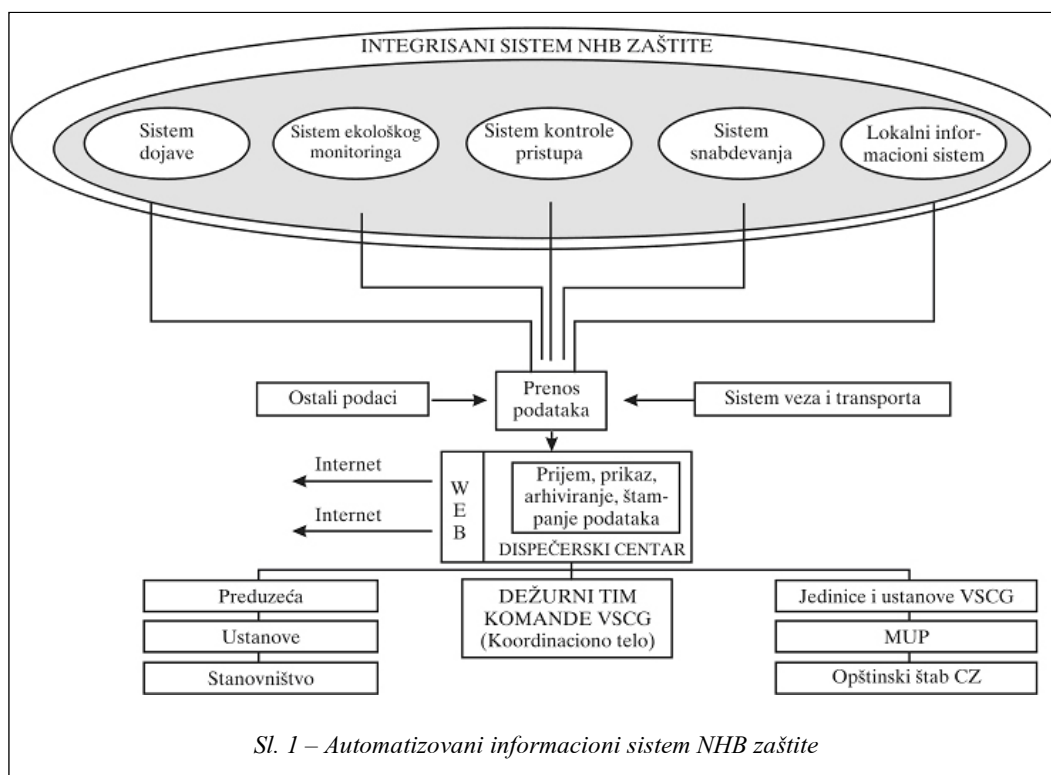 INTEGRISANI SISTEM NHB ZAŠTITE
Sistem
dojave
Sistem ekološkog
monitoringa
Sistem kontrole
pristupa
Sistem
snabdevanja
Lokalni infor-
macioni sistem
Ostali podaci
Prenos
podataka
Sistem veza i transporta
Internet
Internet
W
E
B
Prijem, prikaz,
arhiviranje, štam-
panje podataka
DISPEČERSKI CENTAR
Preduzeća
Ustanove
Stanovništvo
DEŽURNI TIM
KOMANDE VSCG
(Koordinaciono telo)
Jedinice i ustanove VSCG
MUP
Opštinski štab CZ
Sl. 1 – Automatizovani informacioni sistem NHB zaštite